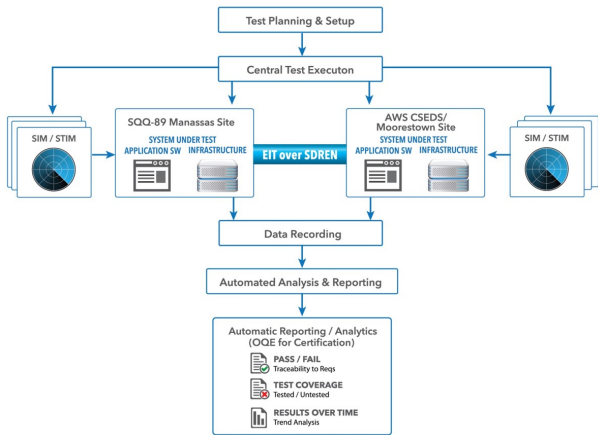 Test Planning & Setup
Central Test Executon
SQQ-89 Manassas Site
SYSTEM UNDER TEST
APPLICATION SW INFRASTRUCTURE
EIT over SDREN
AWS CSEDS/
Moorestown Site
SYSTEM UNDER TEST
APPLICATION SW INFRASTRUCTURE
SIM / STIM
SIM / STIM
Data Recording
Automated Analysis & Reporting
Automatic Reporting / Analytics
(OQE for Certification)
PASS / FAIL
Traceability to Reqs
TEST COVERAGE
Tested / Untested
RESULTS OVER TIME
Trend Analysis